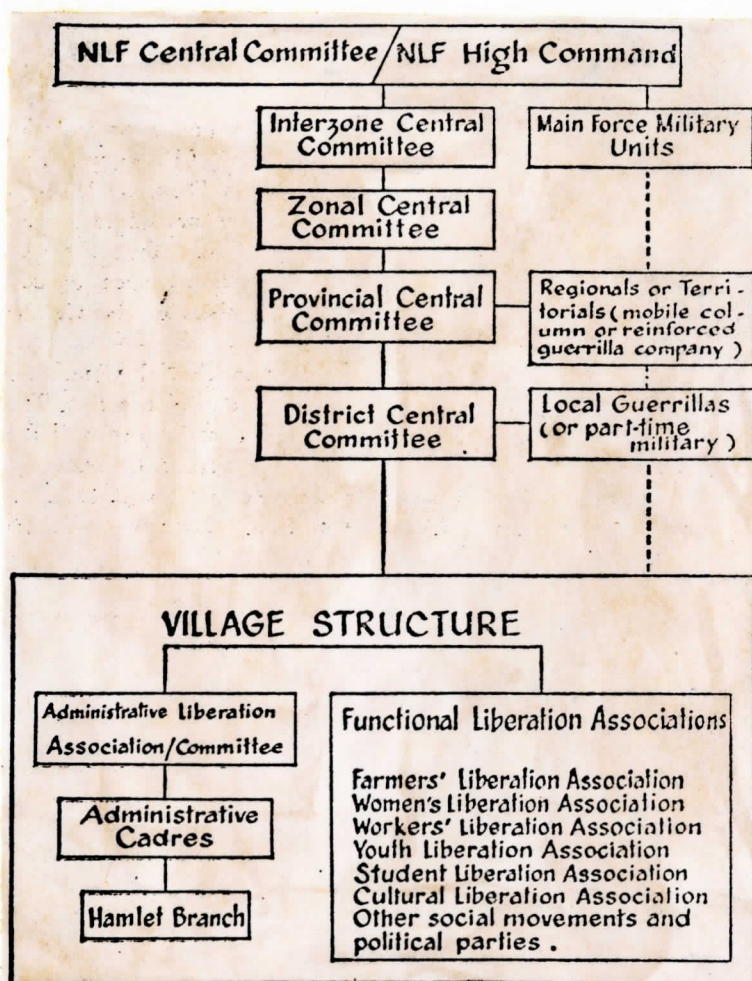 NLF Central Committee/NLF High Command
Interzone Central
Committee
Main Force Military
Units
Zonal Central
Committee
Provincial Central
Committee
Regionals or Terri-
torials (mobile col-
umn or reinforced
guerrilla company)
District Central
Committee
Local Guerrillas
(or part-time
military)
VILLAGE STRUCTURE
Administrative Liberation
Association/Committee
Administrative
Cadres
Hamlet Branch
Functional Liberation Associations
Farmers' Liberation Association
Women's Liberation Association
Workers' Liberation Association
Youth Liberation Association
Student Liberation Association
Cultural Liberation Association
Other social movements and
political parties.